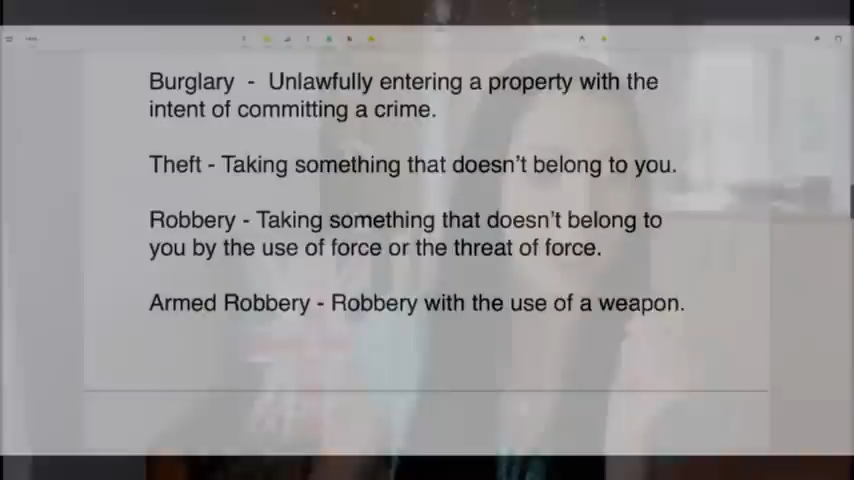 Burglary - Unlawfully entering a property with the
intent of committing a crime.
Theft - Taking something that doesn’t belong to you.
Robbery - Taking something that doesn’t belong to
you by the use of force or the threat of force.
Armed Robbery - Robbery with the use of a weapon.